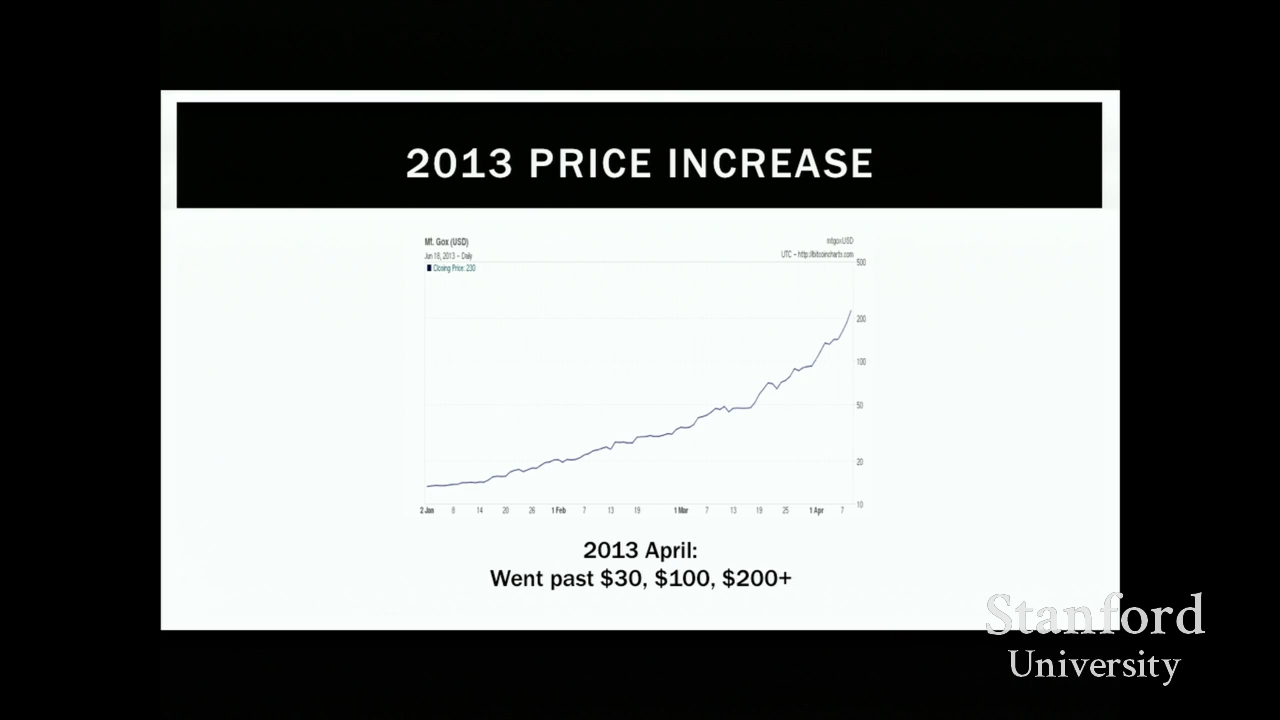 2013 PRICE INCREASE
Mt. Gox (USD)
mtgoxUSD
Jun 18, 2013 - Daily
UTC - http://bitcoincharts.com
Closing Price: 230
500
200
100
50
20
10
2 Jan 8 14 20 26 1 Feb 7 13 19 1 Mar 7 13 19 25 1 Apr 7
2013 April:
Went past $30, $100, $200+
Stanford
University